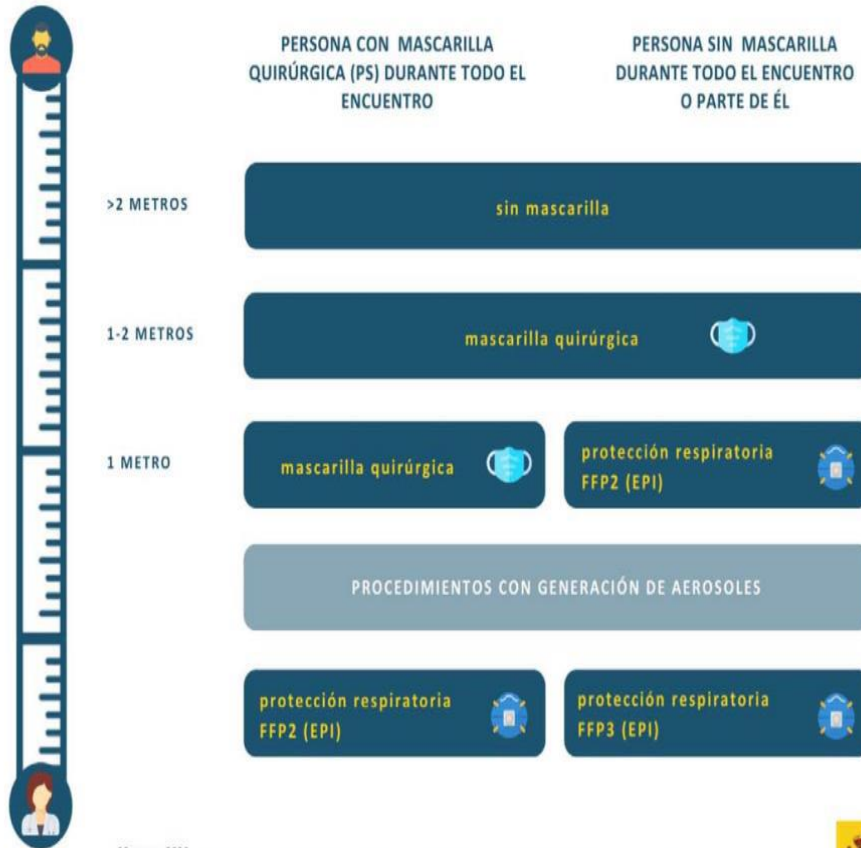 PERSONA CON MASCARILLA
QUIRÚRGICA (PS) DURANTE TODO EL
ENCUENTRO
PERSONA SIN MASCARILLA
DURANTE TODO EL ENCUENTRO
O PARTE DE ÉL
>2 METROS
sin mascarilla
1-2 METROS
mascarilla quirúrgica
1 METRO
mascarilla quirúrgica
protección respiratoria
FFP2 (EPI)
PROCEDIMIENTOS CON GENERACIÓN DE AEROSOLES
protección respiratoria
FFP2 (EPI)
protección respiratoria
FFP3 (EPI)